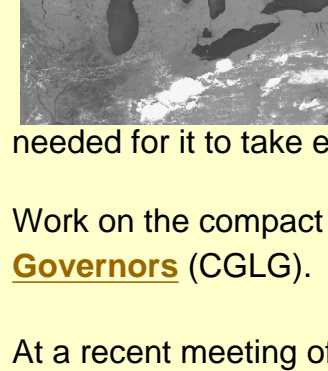 needed for it to take e
Work on the compact
Governors (CGLG).
At a recent meeting of